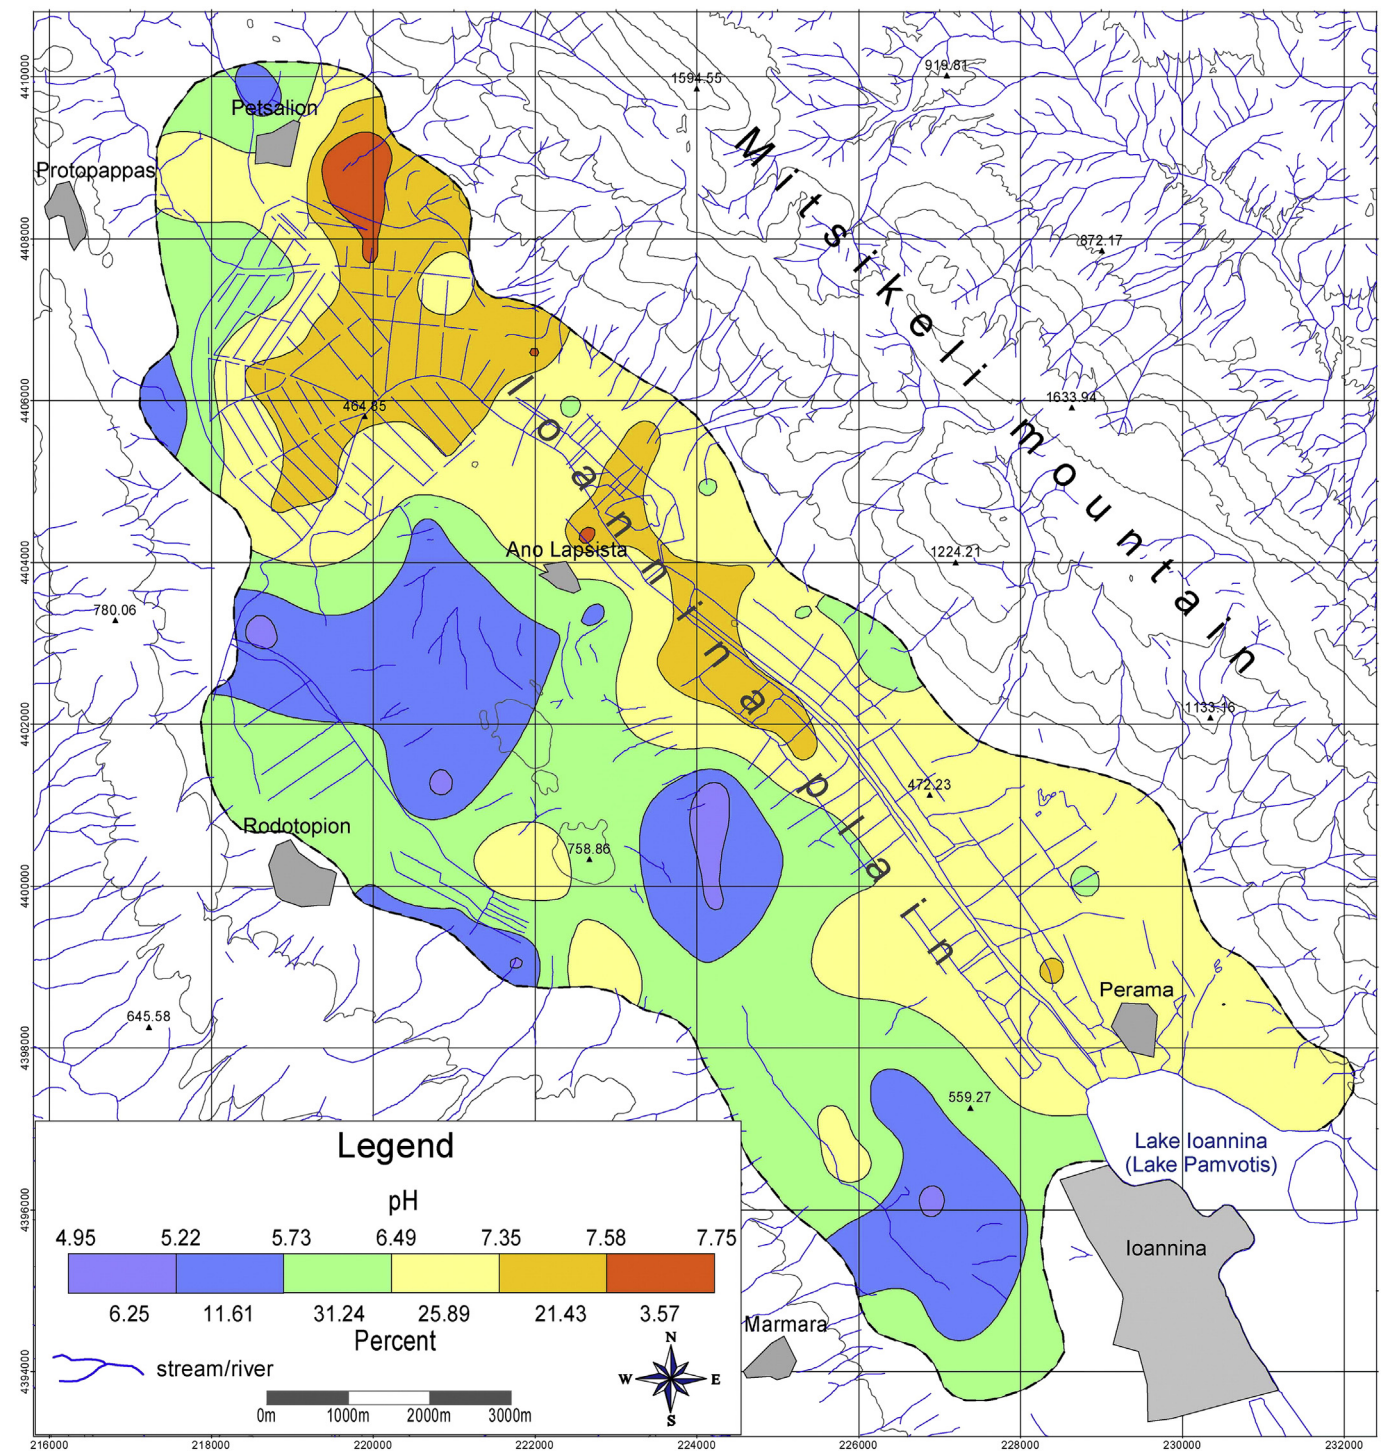 4410000
4408000
4406000
4404000
4402000
4400000
4398000
4396000
4394000
1594.55
919.81
Petsalion
Protopappas
Mitsikeli mountain
872.17
1633.94
464.85
Ioannina plain
Ano Lapsista
1224.21
780.06
1133.16
472.23
Rodotopion
758.86
Perama
645.58
559.27
Lake Ioannina
(Lake Pamvotis)
Ioannina
Marmara
Legend
pH
4.95 5.22 5.73 6.49 7.35 7.58 7.75
6.25 11.61 31.24 25.89 21.43 3.57
Percent
stream/river
0m 1000m 2000m 3000m
N
W E
S
216000 218000 220000 222000 224000 226000 228000 230000 232000